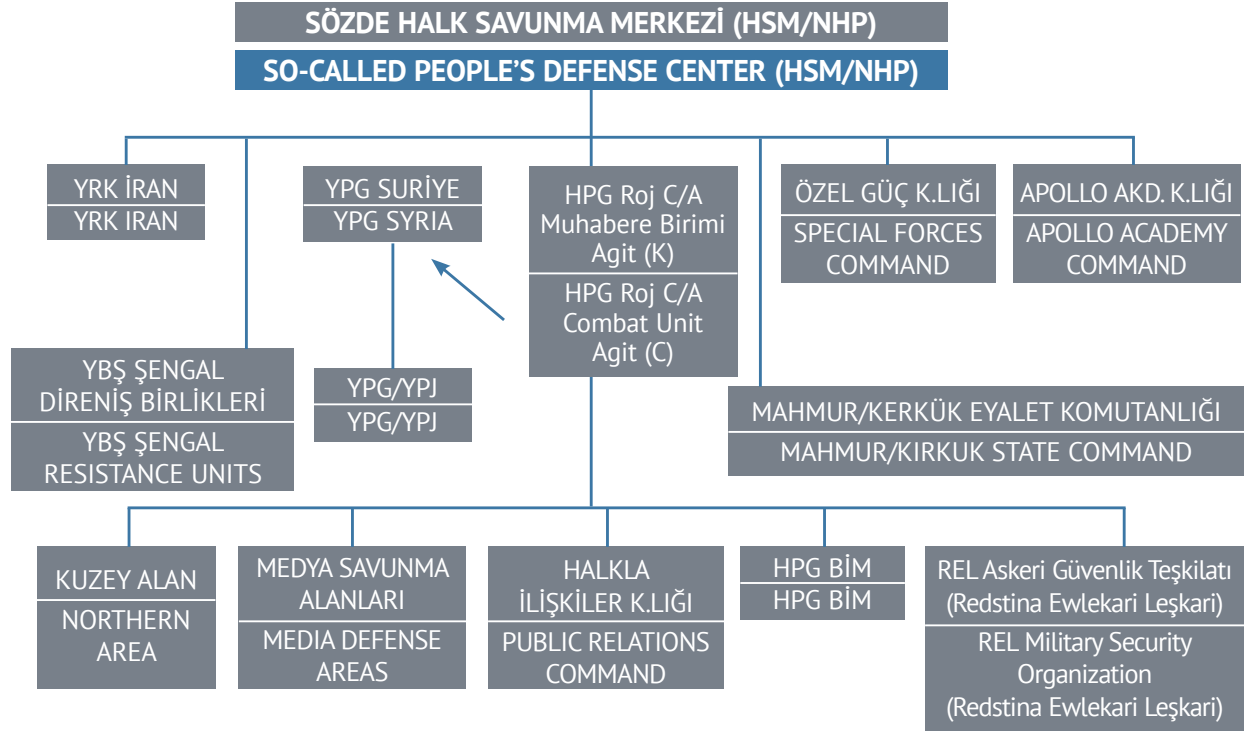 SÖZDE HALK SAVUNMA MERKEZİ (HSM/NHP)
SO-CALLED PEOPLE'S DEFENSE CENTER (HSM/NHP)
YRK İRAN
YRK IRAN
YPG SURİYE
YPG SYRIA
HPG Roj C/A
Muhabere Birimi
Agit (K)
HPG Roj C/A
Combat Unit
Agit (C)
ÖZEL GÜÇ K.LIĞI
SPECIAL FORCES
COMMAND
APOLLO AKD. K.LIĞI
APOLLO ACADEMY
COMMAND
YBŞ ŞENGAL
DİRENİŞ BİRLİKLERİ
YBŞ ŞENGAL
RESISTANCE UNITS
YPG/YPJ
YPG/YPJ
MAHMUR/KERKÜK EYALET KOMUTANLIĞI
MAHMUR/KIRKUK STATE COMMAND
KUZEY ALAN
NORTHERN
AREA
MEDYA SAVUNMA
ALANLARI
MEDIA DEFENSE
AREAS
HALKLA
İLİŞKİLER K.LIĞI
PUBLIC RELATIONS
COMMAND
HPG BİM
HPG BİM
REL Askeri Güvenlik Teşkilatı
(Redstina Ewlekari Leşkari)
REL Military Security
Organization
(Redstina Ewlekari Leşkari)